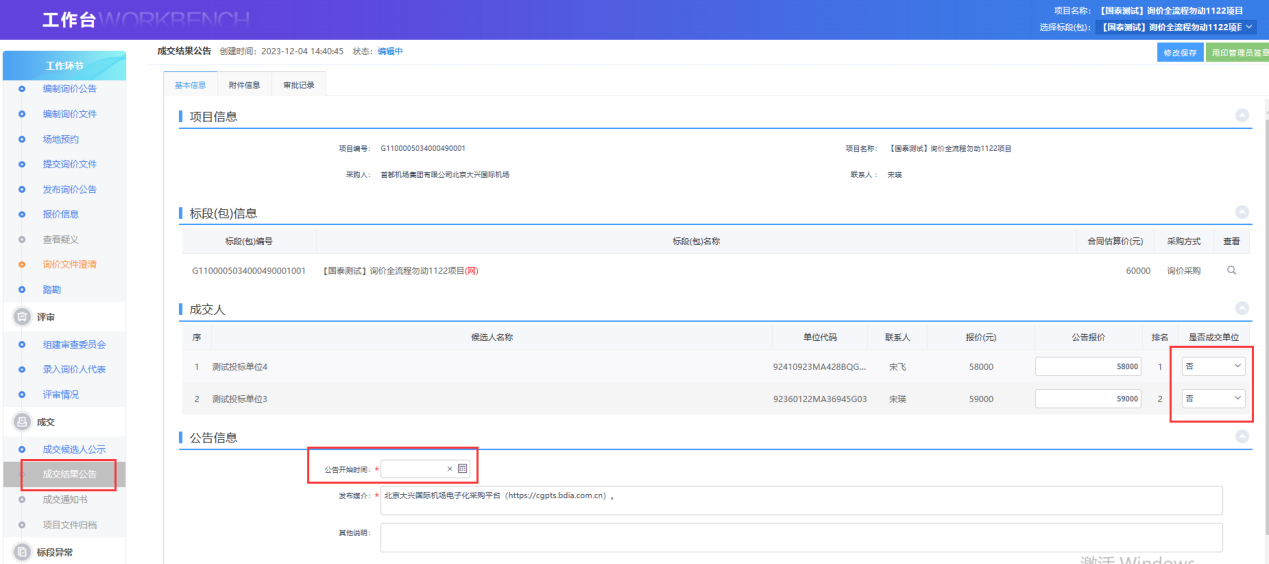 工作台WORKBENCH
项目名称： 【国泰测试】询价全流程勿动1122项目
选择标段(包)： 【国泰测试】询价全流程勿动1122项目
成交结果公告 创建时间：2023-12-04 14:40:45 状态：编辑中
修改保存 用印管理员签章
工作环节
编制询价公告
编制询价文件
场地预约
提交询价文件
发布询价公告
报价信息
查看疑义
询价文件澄清
踏勘
评审
组建审查委员会
录入询价人代表
评审情况
成交
成交候选人公示
成交结果公告
成交通知书
项目文件归档
标段异常
基本信息 附件信息 审批记录
项目信息
项目编号： G1100005034000490001 项目名称： 【国泰测试】询价全流程勿动1122项目
采购人： 首都机场集团有限公司北京大兴国际机场 联系人： 宋瑛
标段(包)信息
标段(包)编号 标段(包)名称 合同估算价(元) 采购方式 查看
G1100005034000490001001 【国泰测试】询价全流程勿动1122项目(网) 60000 询价采购
成交人
序 候选人名称 单位代码 联系人 报价(元) 公告报价 排名 是否成交单位
1 测试投标单位4 92410923MA428BQG... 宋飞 58000 58000 1 否
2 测试投标单位3 92360122MA36945G03 宋瑛 59000 59000 2 否
公告信息
公告开始时间：* ×
发布媒介：* 北京大兴国际机场电子化采购平台（https://cgpts.bdia.com.cn）。
其他说明：
激活 Windows